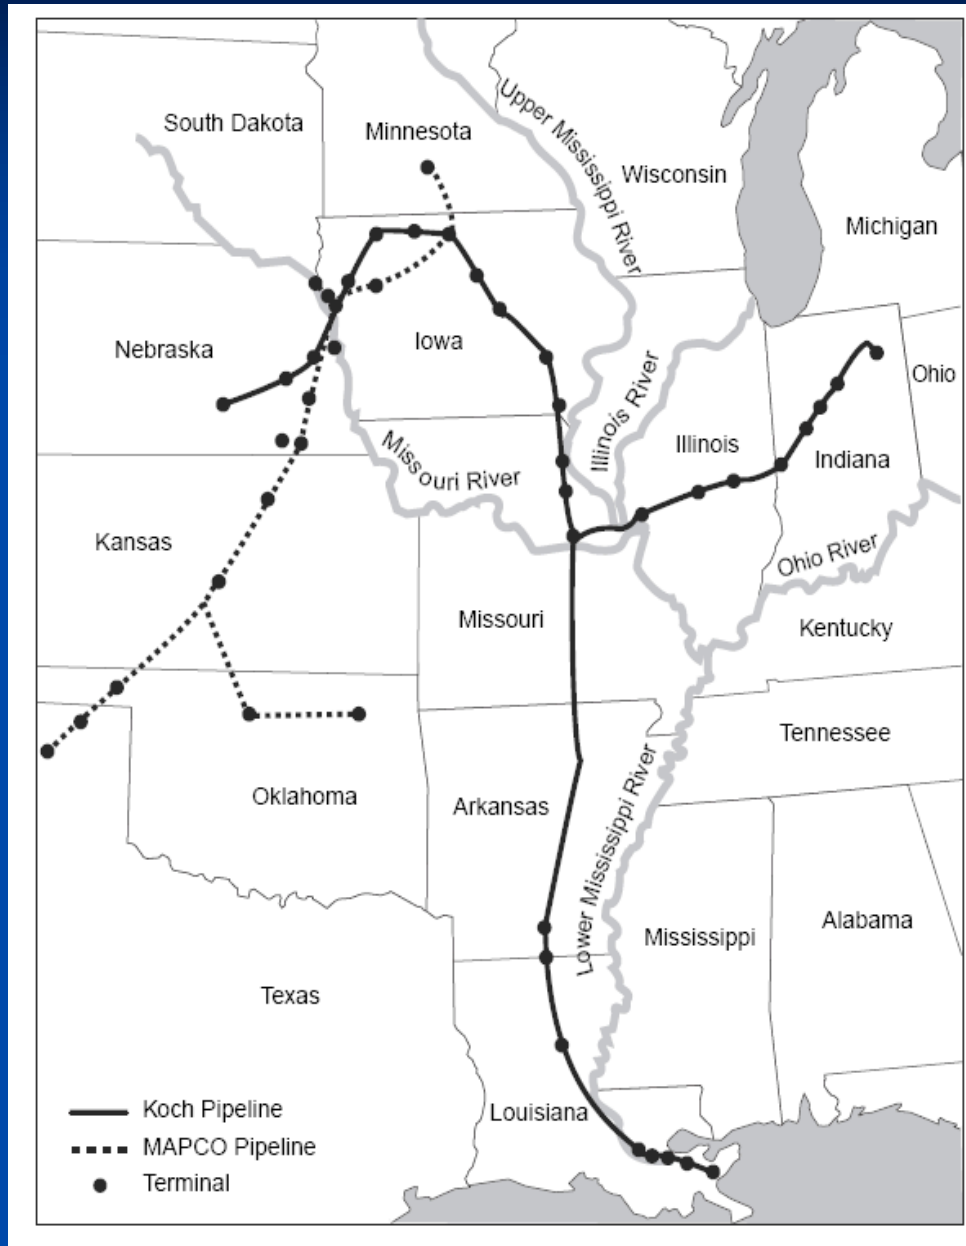 South Dakota
Minnesota
Upper Mississippi River
Wisconsin
Michigan
Nebraska
Iowa
Illinois River
Ohio
Missouri River
Illinois
Indiana
Kansas
Ohio River
Missouri
Kentucky
Tennessee
Oklahoma
Arkansas
Lower Mississippi River
Mississippi
Alabama
Texas
Louisiana
Koch Pipeline
MAPCO Pipeline
Terminal